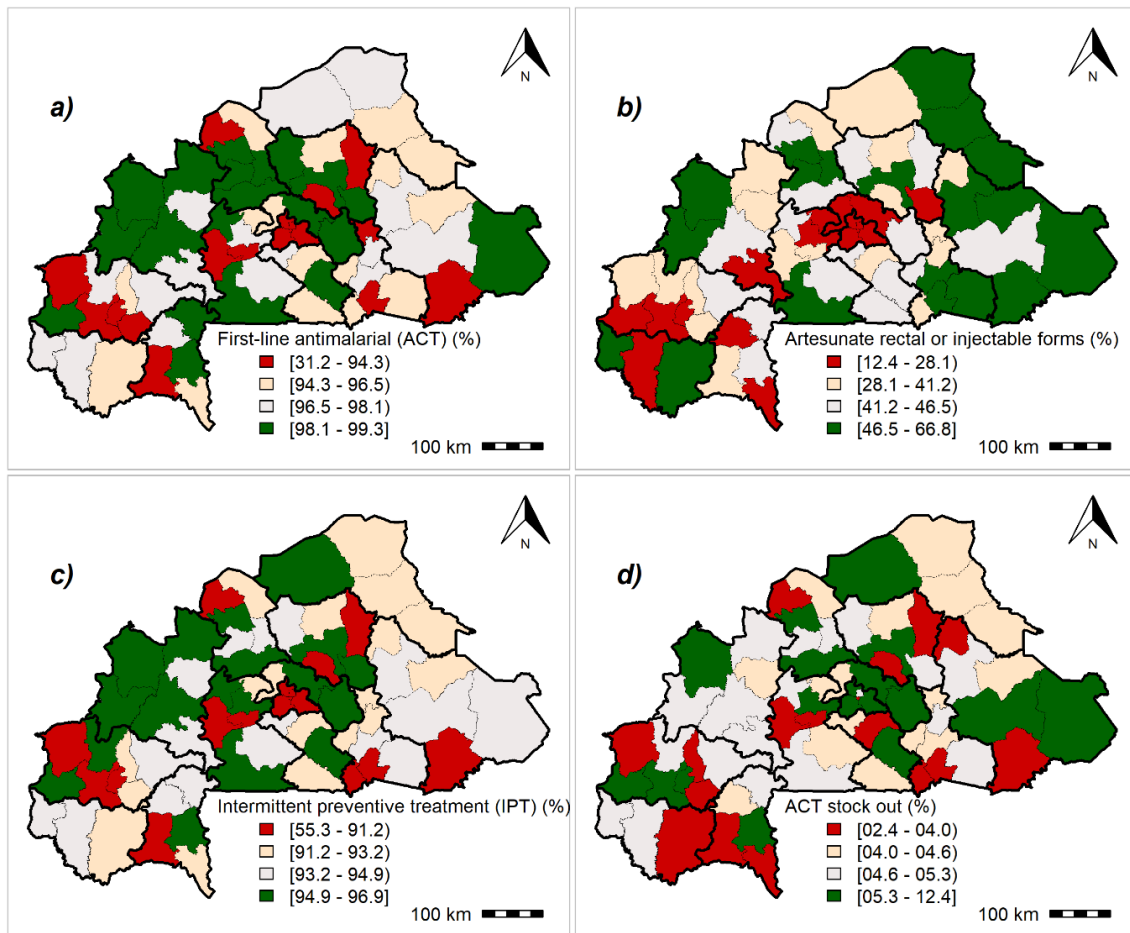 a)
N
First-line antimalarial (ACT) (%)
[31.2 - 94.3)
[94.3 - 96.5)
[96.5 - 98.1)
[98.1 - 99.3]
100 km
b)
N
Artesunate rectal or injectable forms (%)
[12.4 - 28.1)
[28.1 - 41.2)
[41.2 - 46.5)
[46.5 - 66.8]
100 km
c)
N
Intermittent preventive treatment (IPT) (%)
[55.3 - 91.2)
[91.2 - 93.2)
[93.2 - 94.9)
[94.9 - 96.9]
100 km
d)
N
ACT stock out (%)
[02.4 - 04.0)
[04.0 - 04.6)
[04.6 - 05.3)
[05.3 - 12.4]
100 km